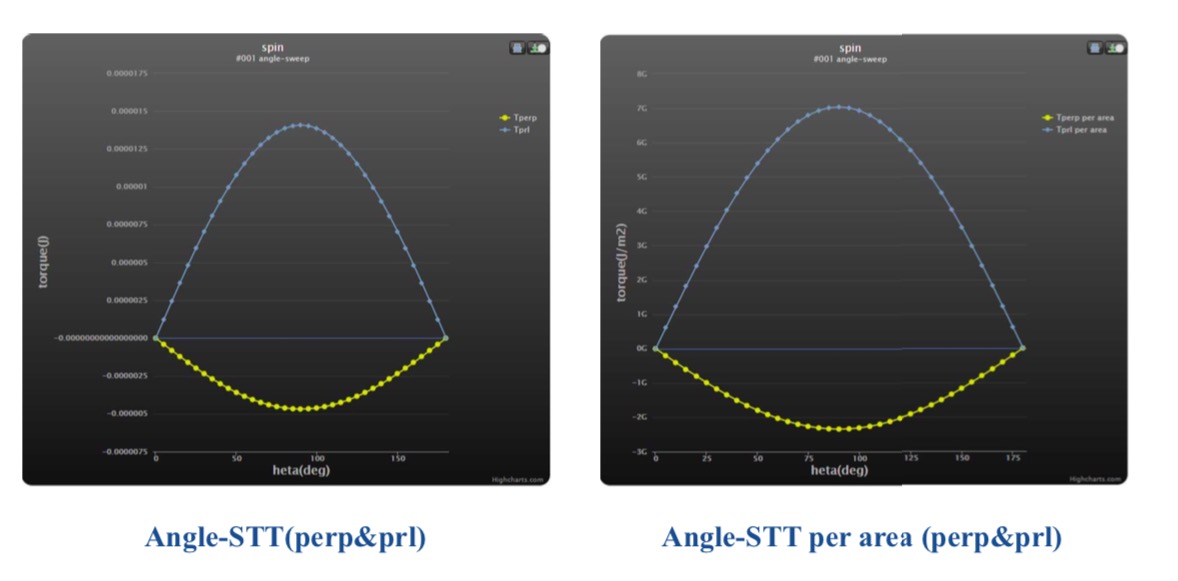 spin
#001 angle-sweep
0.0000175
0.000015
0.0000125
0.00001
0.0000075
0.000005
0.0000025
-0.00000000000000000
-0.0000025
-0.000005
-0.0000075
torque(J)
0
50
100
150
heta(deg)
Tperp
Tprl
Highcharts.com
Angle-STT(perp&prl)
spin
#001 angle-sweep
8G
7G
6G
5G
4G
3G
2G
1G
0G
-1G
-2G
-3G
torque(J/m2)
0
25
50
75
100
125
150
175
heta(deg)
Tperp per area
Tprl per area
Highcharts.com
Angle-STT per area (perp&prl)